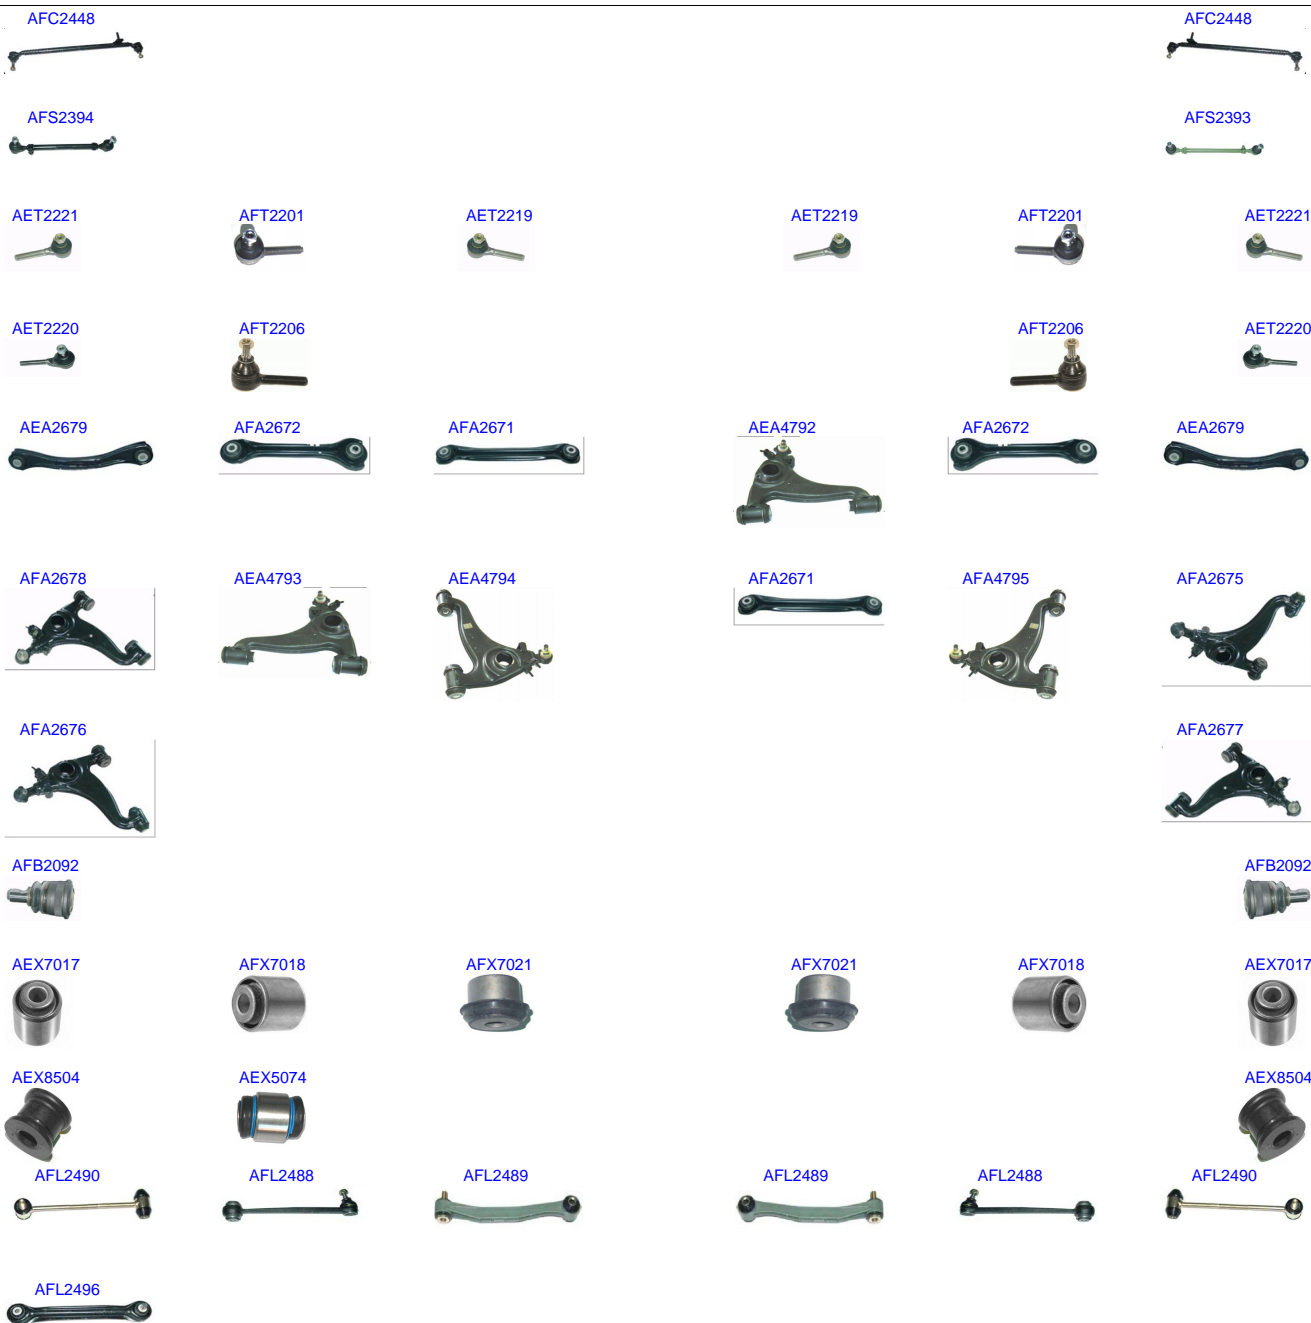 AFC2448 AFC2448
AFS2394 AFS2393
AET2221 AFT2201 AET2219 AET2219 AFT2201 AET2221
AET2220 AFT2206 AFT2206 AET2220
AEA2679 AFA2672 AFA2671 AEA4792 AFA2672 AEA2679
AFA2678 AEA4793 AEA4794 AFA2671 AFA4795 AFA2675
AFA2676 AFA2677
AFB2092 AFB2092
AEX7017 AFX7018 AFX7021 AFX7021 AFX7018 AEX7017
AEX8504 AEX5074 AEX8504
AFL2490 AFL2488 AFL2489 AFL2489 AFL2488 AFL2490
AFL2496